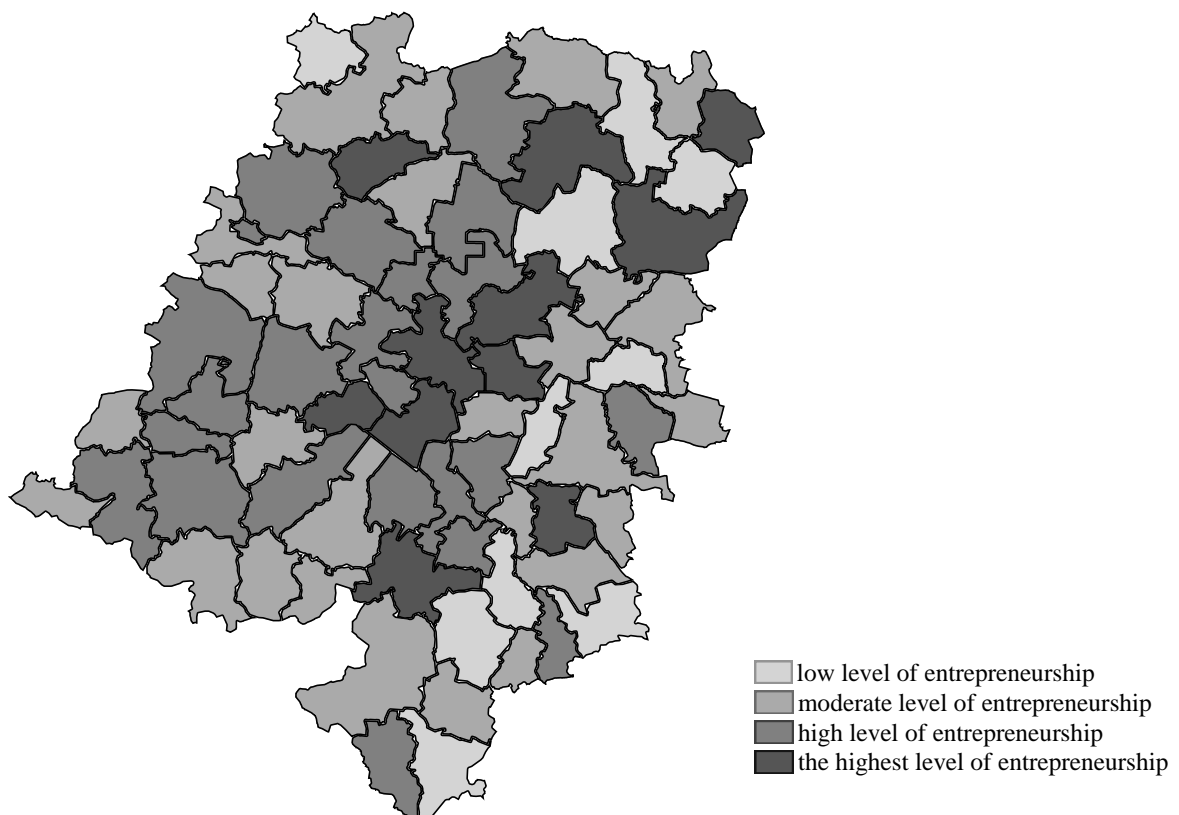 low level of entrepreneurship
moderate level of entrepreneurship
high level of entrepreneurship
the highest level of entrepreneurship